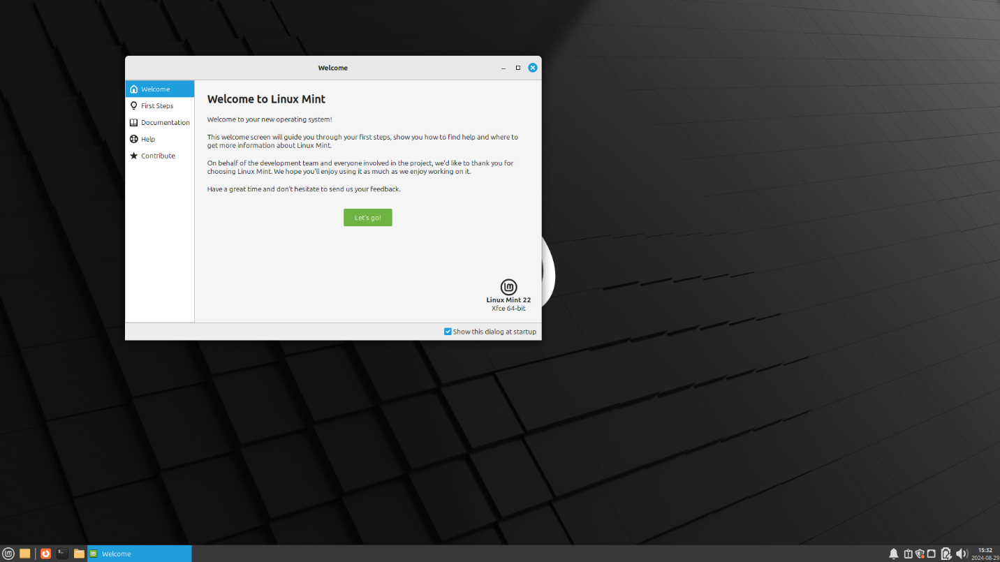 Welcome
Welcome
First Steps
Documentation
Help
Contribute
Welcome to Linux Mint
Welcome to your new operating system!
This welcome screen will guide you through your first steps, show you how to find help and where to
get more information about Linux Mint.
On behalf of the development team and everyone involved in the project, we'd like to thank you for
choosing Linux Mint. We hope you'll enjoy using it as much as we enjoy working on it.
Have a great time and don't hesitate to send us your feedback.
Let's go!
Linux Mint 22
Xfce 64-bit
Show this dialog at startup
Welcome
15:32
2024-08-29